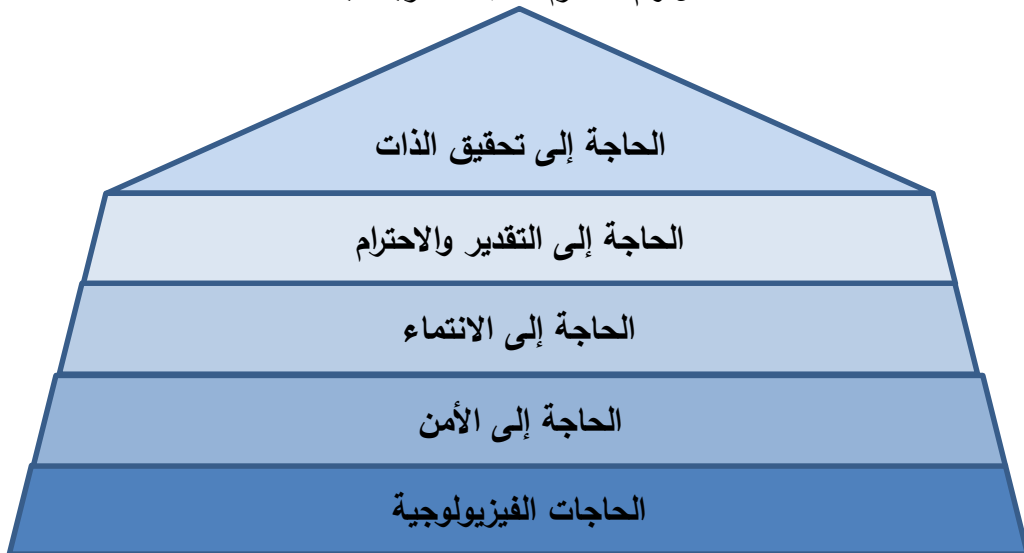 الحاجة إلى تحقيق الذات
الحاجة إلى التقدير والاحترام
الحاجة إلى الانتماء
الحاجة إلى الأمن
الحاجات الفيزيولوجية